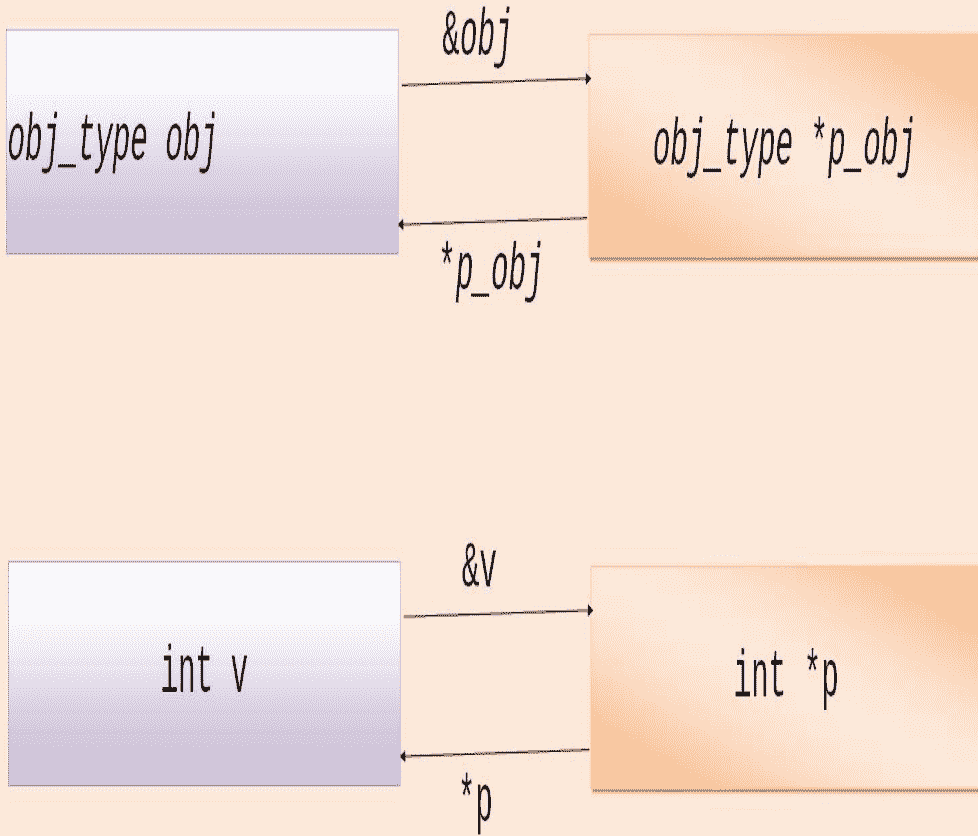 &obj
obj_type obj
obj_type *p_obj
*p_obj
&v
int v
int *p
*p